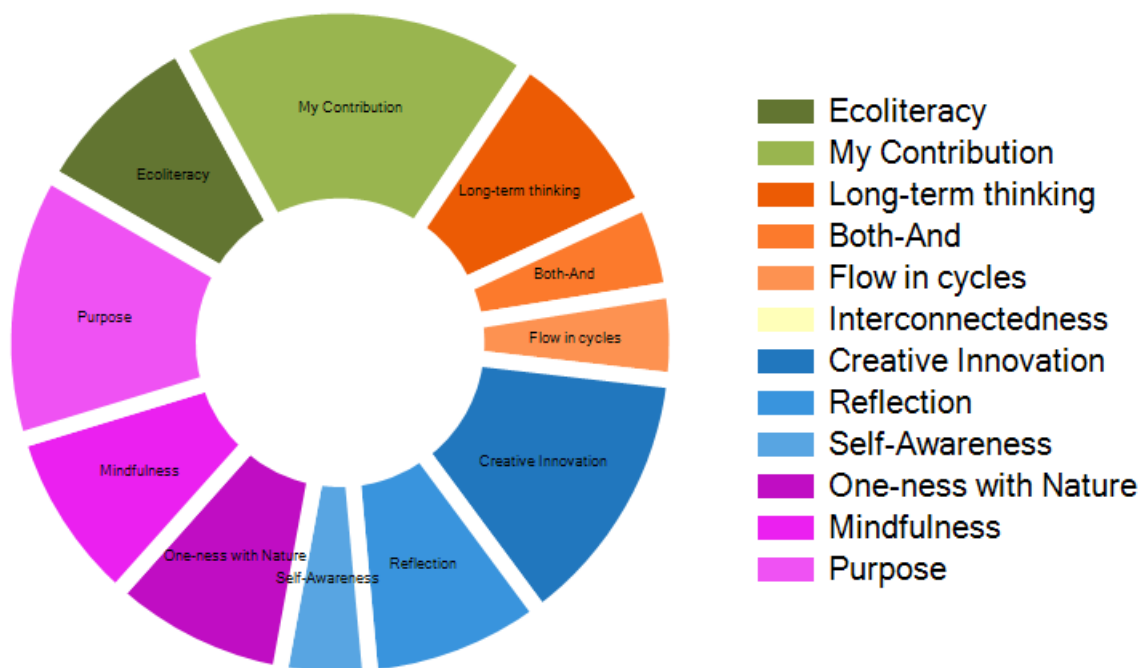 My Contribution
Ecoliteracy
Long-term thinking
Both-And
Purpose
Flow in cycles
Mindfulness
Creative Innovation
One-ness with Nature
Self-Awareness
Reflection
Ecoliteracy
My Contribution
Long-term thinking
Both-And
Flow in cycles
Interconnectedness
Creative Innovation
Reflection
Self-Awareness
One-ness with Nature
Mindfulness
Purpose